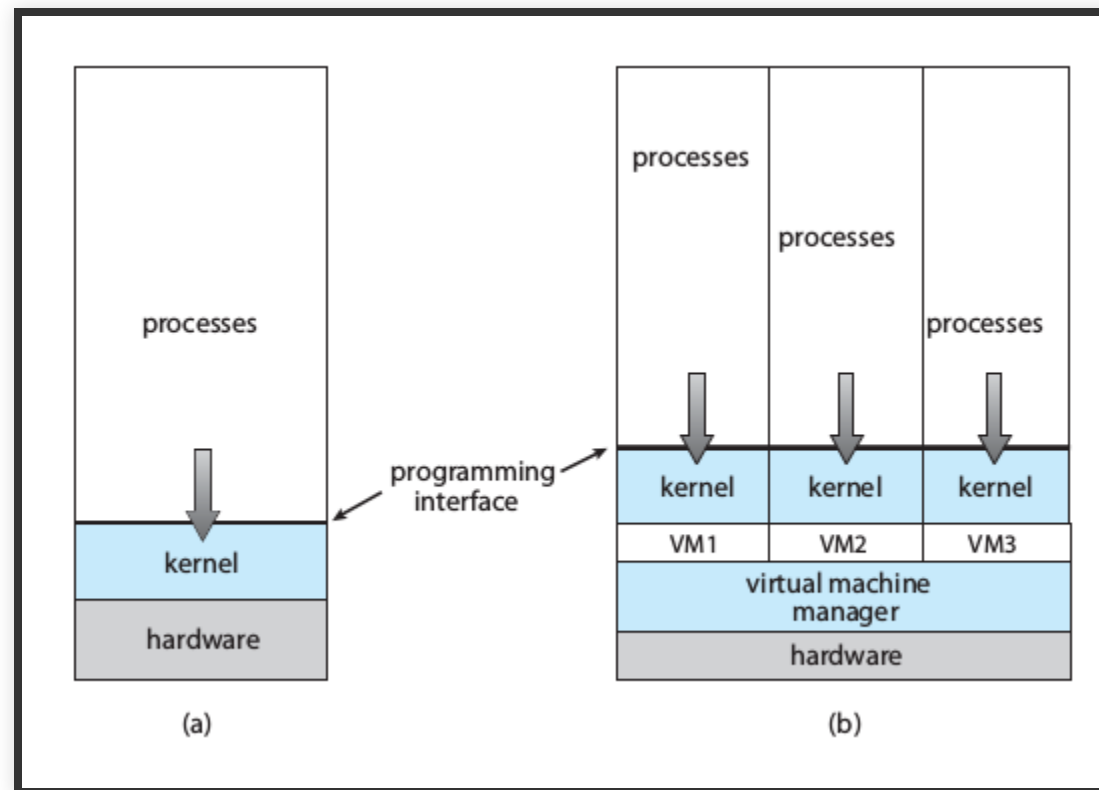 processes
kernel
hardware
(a)
programming
interface
processes
processes
processes
kernel
kernel
kernel
VM1
VM2
VM3
virtual machine
manager
hardware
(b)